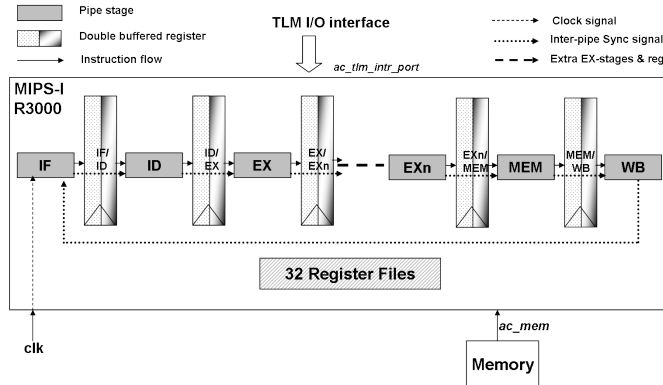 Pipe stage
Double buffered register
Instruction flow
TLM I/O interface
Clock signal
Inter-pipe Sync signal
Extra EX-stages & reg
ac_tlm_intr_port
MIPS-I
R3000
IF
IF/
ID
ID
ID/
EX
EX
EX/
EXn
EXn
EXn/
MEM
MEM
MEM/
WB
WB
32 Register Files
clk
ac_mem
Memory